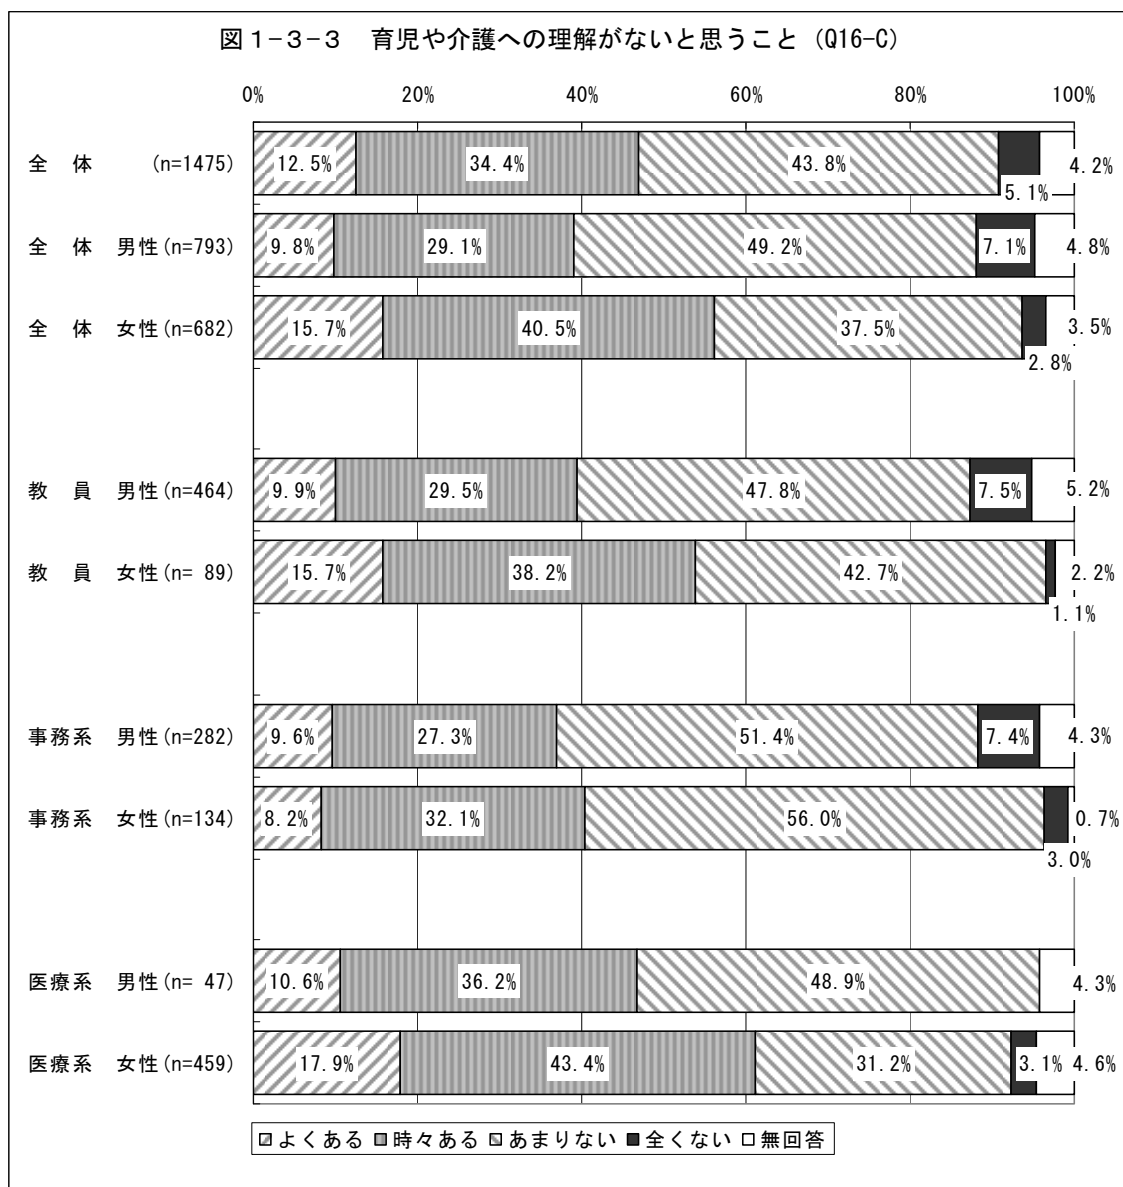 図１−３−３　育児や介護への理解がないと思うこと（Q16-C）
0% 20% 40% 60% 80% 100%
全　体　　(n=1475) 12.5% 34.4% 43.8% 5.1% 4.2%
全　体　男性(n=793) 9.8% 29.1% 49.2% 7.1% 4.8%
全　体　女性(n=682) 15.7% 40.5% 37.5% 2.8% 3.5%
教　員　男性(n=464) 9.9% 29.5% 47.8% 7.5% 5.2%
教　員　女性(n= 89) 15.7% 38.2% 42.7% 1.1% 2.2%
事務系　男性(n=282) 9.6% 27.3% 51.4% 7.4% 4.3%
事務系　女性(n=134) 8.2% 32.1% 56.0% 3.0% 0.7%
医療系　男性(n= 47) 10.6% 36.2% 48.9% 4.3%
医療系　女性(n=459) 17.9% 43.4% 31.2% 3.1% 4.6%
よくある 時々ある あまりない 全くない 無回答